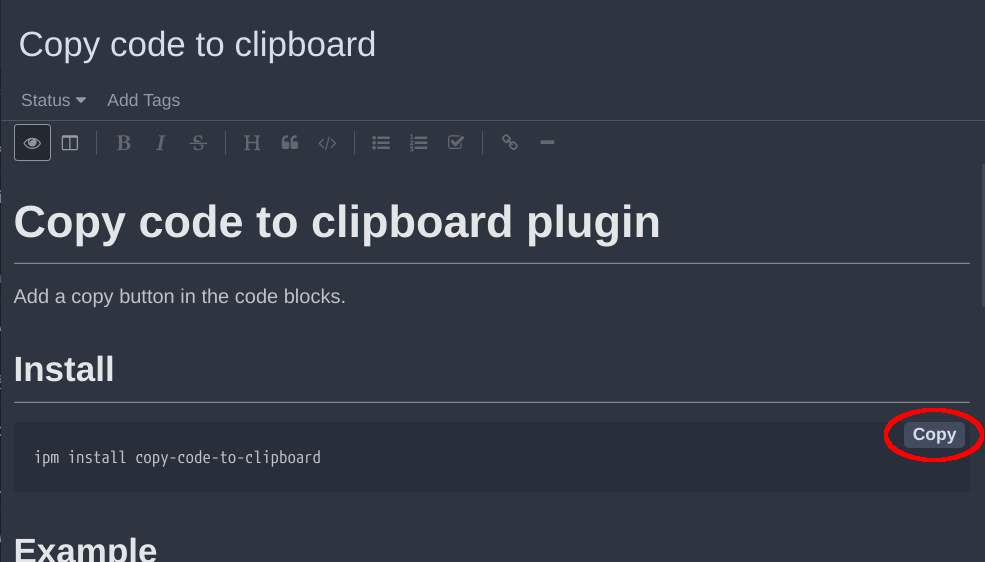 Copy code to clipboard
Status Add Tags
B I S H
Copy code to clipboard plugin
Add a copy button in the code blocks.
Install
Copy
ipm install copy-code-to-clipboard
Example